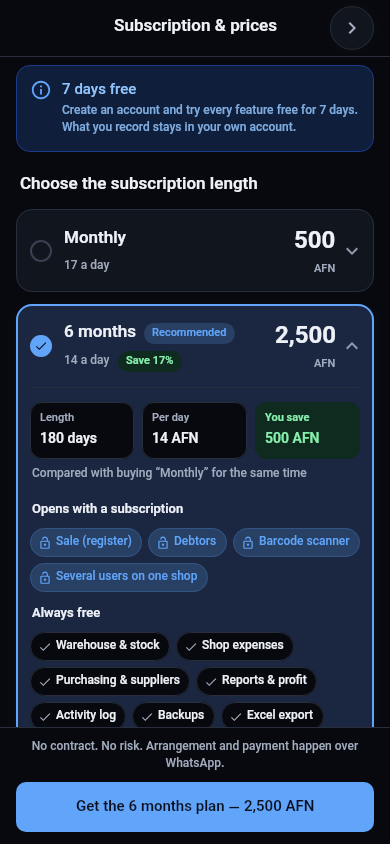 Subscription & prices
7 days free
Create an account and try every feature free for 7 days.
What you record stays in your own account.
Choose the subscription length
Monthly
500
17 a day
AFN
6 months
Recommended
2,500
14 a day
Save 17%
AFN
Length
Per day
You save
180 days
14 AFN
500 AFN
Compared with buying “Monthly” for the same time
Opens with a subscription
Sale (register)
Debtors
Barcode scanner
Several users on one shop
Always free
Warehouse & stock
Shop expenses
Purchasing & suppliers
Reports & profit
Activity log
Backups
Excel export
No contract. No risk. Arrangement and payment happen over
WhatsApp.
Get the 6 months plan — 2,500 AFN